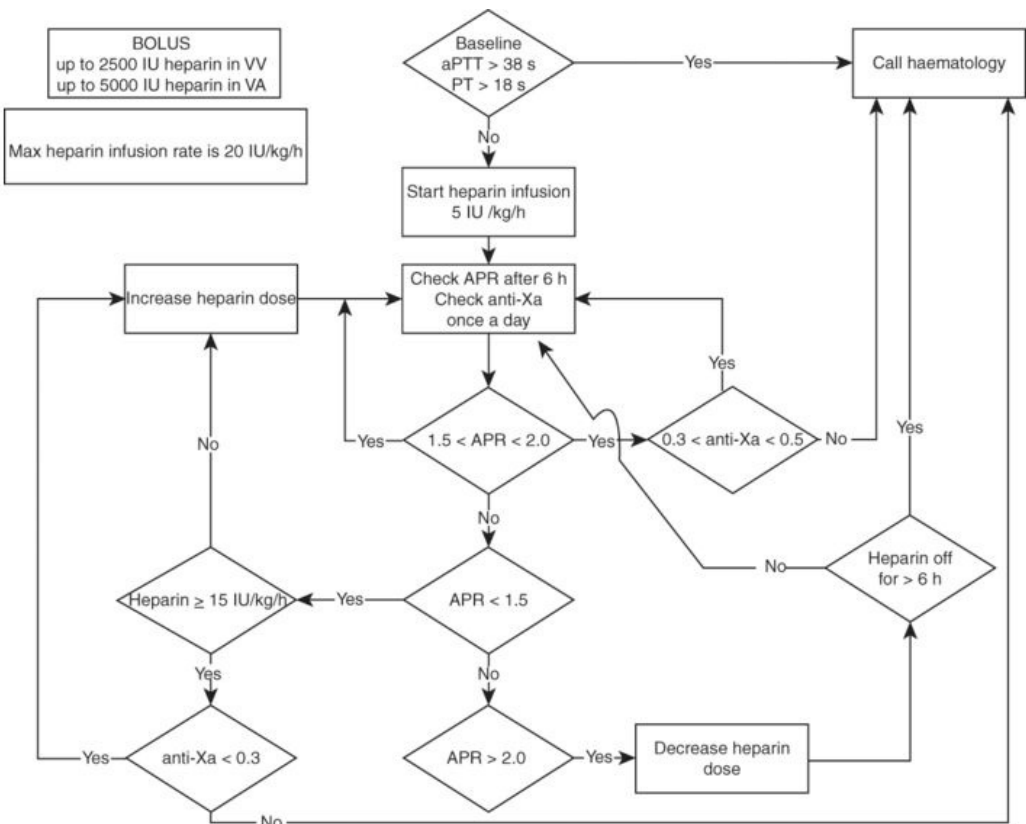 BOLUS
up to 2500 IU heparin in VV
up to 5000 IU heparin in VA
Max heparin infusion rate is 20 IU/kg/h
Baseline
aPTT > 38 s
PT > 18 s
Yes
Call haematology
No
Start heparin infusion
5 IU /kg/h
Increase heparin dose
Check APR after 6 h
Check anti-Xa
once a day
Yes
Yes
No
Yes
1.5 < APR < 2.0
Yes
0.3 < anti-Xa < 0.5
No
No
Heparin ≥ 15 IU/kg/h
Yes
APR < 1.5
No
Heparin off
for > 6 h
Yes
No
Yes
anti-Xa < 0.3
APR > 2.0
Yes
Decrease heparin
dose
No